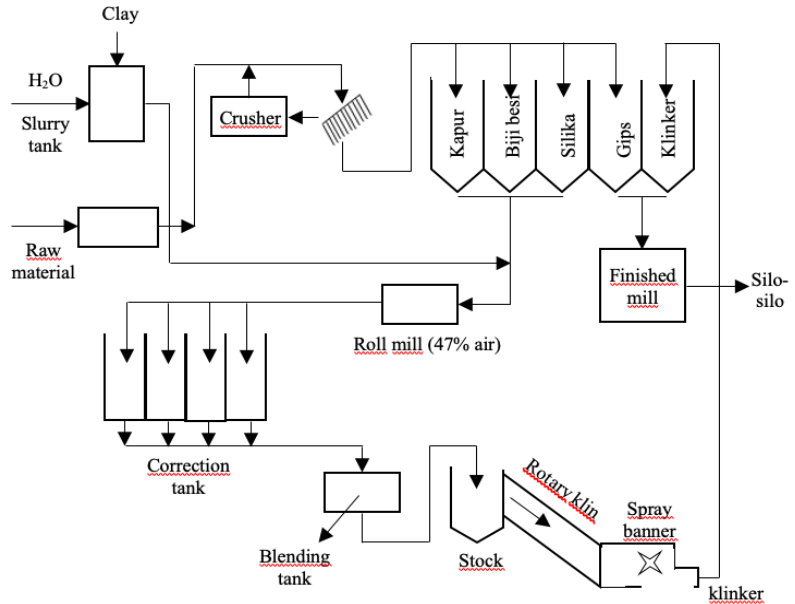 Clay
H₂O
Slurry
tank
Crusher
Kapur
Biji besi
Silika
Gips
Klinker
Raw
material
Finished
mill
Silo-
silo
Roll mill (47% air)
Correction
tank
Rotary klin
Spray
banner
Blending
tank
Stock
klinker